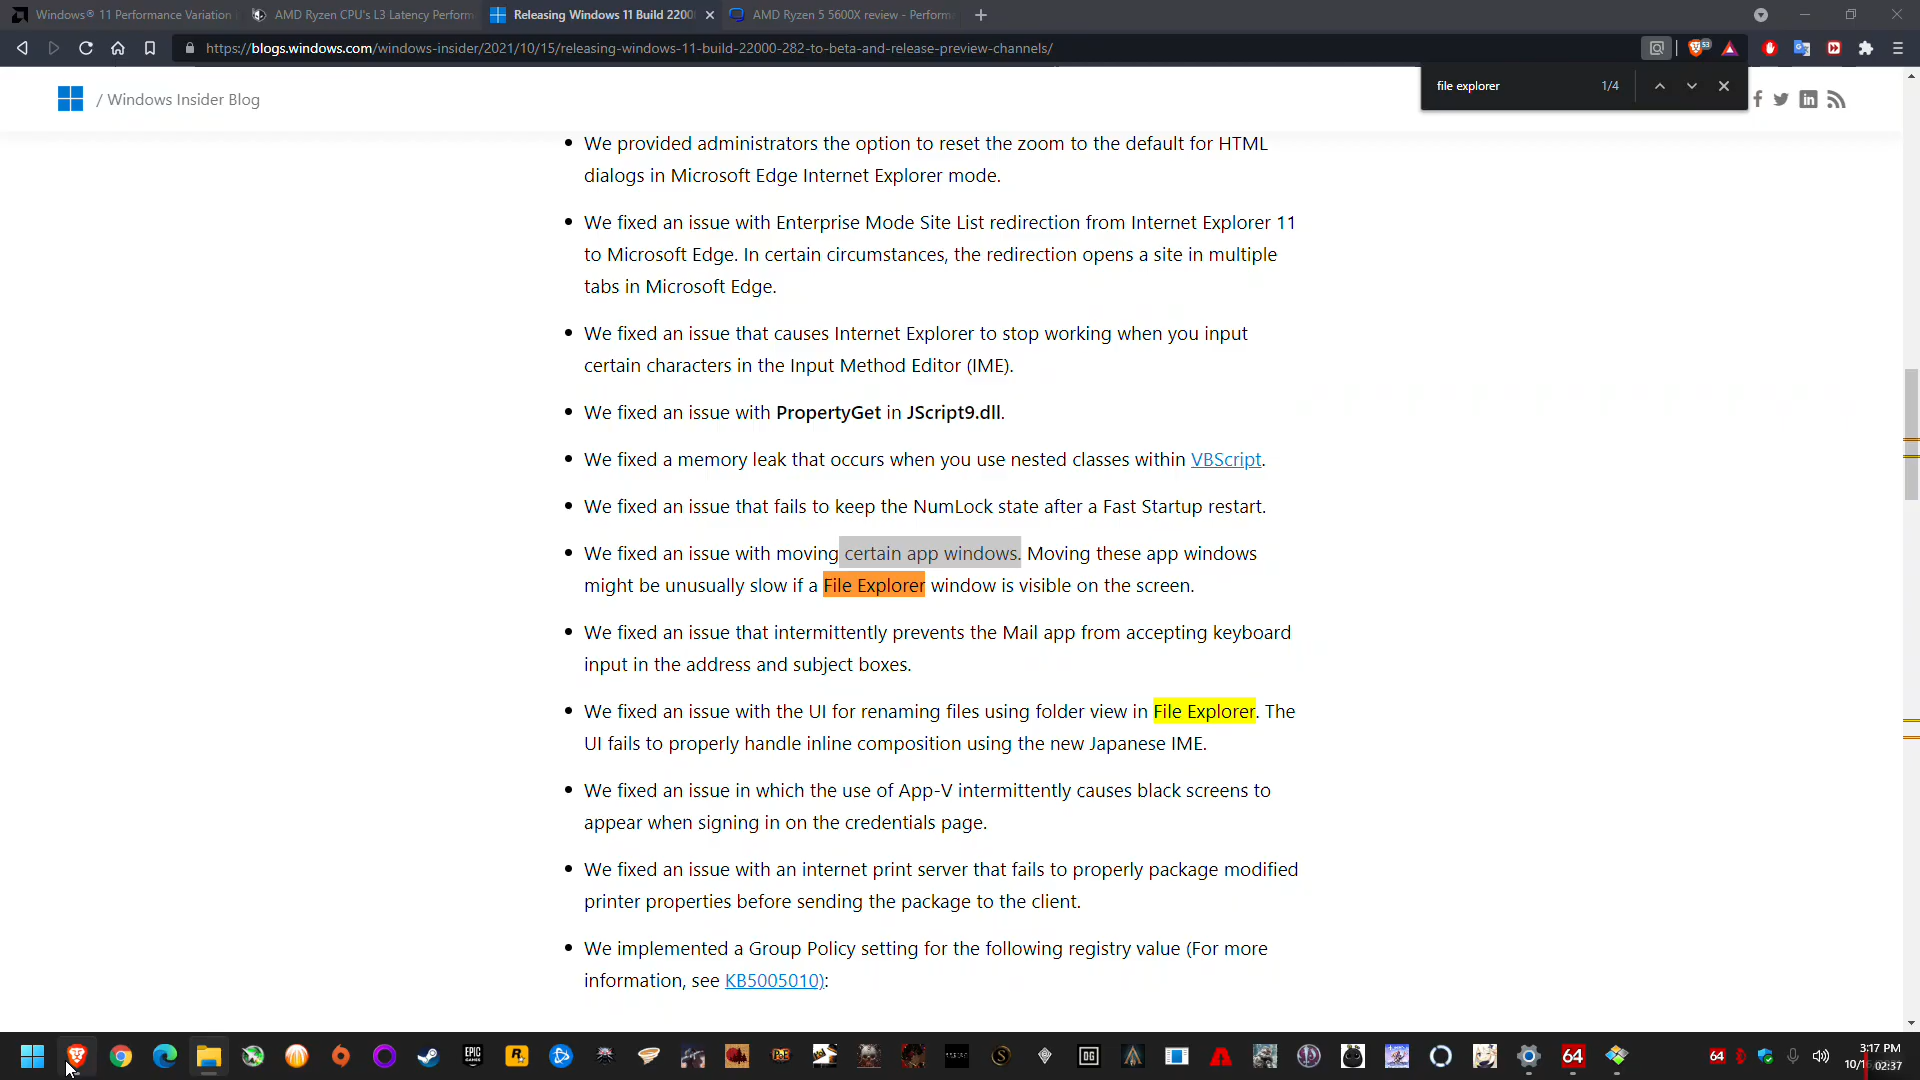 Windows® 11 Performance Variation
AMD Ryzen CPU's L3 Latency Perform
Releasing Windows 11 Build 2200
AMD Ryzen 5 5600X review - Perform
https://blogs.windows.com/windows-insider/2021/10/15/releasing-windows-11-build-22000-282-to-beta-and-release-preview-channels/
53
file explorer 1/4
/ Windows Insider Blog
• We provided administrators the option to reset the zoom to the default for HTML
dialogs in Microsoft Edge Internet Explorer mode.
• We fixed an issue with Enterprise Mode Site List redirection from Internet Explorer 11
to Microsoft Edge. In certain circumstances, the redirection opens a site in multiple
tabs in Microsoft Edge.
• We fixed an issue that causes Internet Explorer to stop working when you input
certain characters in the Input Method Editor (IME).
• We fixed an issue with PropertyGet in JScript9.dll.
• We fixed a memory leak that occurs when you use nested classes within VBScript.
• We fixed an issue that fails to keep the NumLock state after a Fast Startup restart.
• We fixed an issue with moving certain app windows. Moving these app windows
might be unusually slow if a File Explorer window is visible on the screen.
• We fixed an issue that intermittently prevents the Mail app from accepting keyboard
input in the address and subject boxes.
• We fixed an issue with the UI for renaming files using folder view in File Explorer. The
UI fails to properly handle inline composition using the new Japanese IME.
• We fixed an issue in which the use of App-V intermittently causes black screens to
appear when signing in on the credentials page.
• We fixed an issue with an internet print server that fails to properly package modified
printer properties before sending the package to the client.
• We implemented a Group Policy setting for the following registry value (For more
information, see KB5005010):
EPIC
GAMES
R
OG
64
64
3:17 PM
02:37